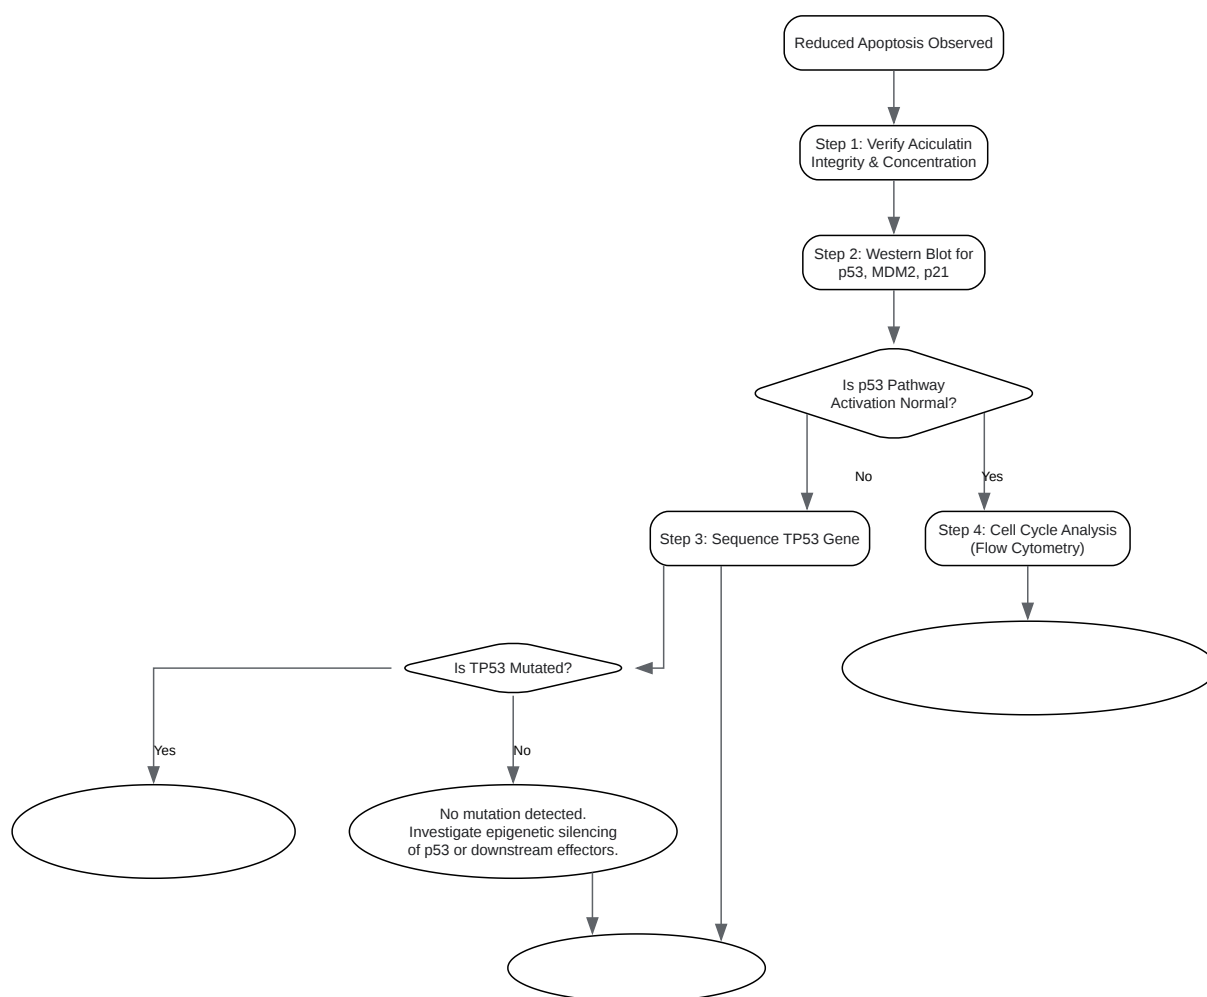 Reduced Apoptosis Observed
Step 1: Verify Aciculatin
Integrity & Concentration
Step 2: Western Blot for
p53, MDM2, p21
Is p53 Pathway
Activation Normal?
No
Yes
Step 3: Sequence TP53 Gene
Step 4: Cell Cycle Analysis
(Flow Cytometry)
Is TP53 Mutated?
Yes
No
No mutation detected.
Investigate epigenetic silencing
of p53 or downstream effectors.